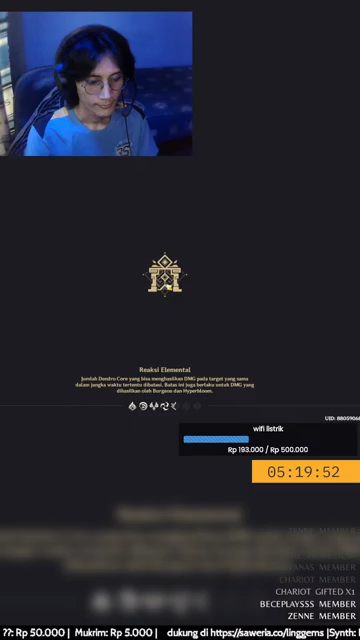 Reaksi Elemental
Jumlah Dendro Core yang bisa menghasilkan DMG pada target yang sama
dalam jangka waktu tertentu dibatasi. Batas ini juga berlaku untuk DMG yang
dihasilkan oleh Burgeon dan Hyperbloom.
wifi listrik
Rp 193.000 / Rp 500.000
05:19:52
ZENNE MEMBER
CHARIOT MEMBER
CHARIOT GIFTED X1
BECEPLAYSSS MEMBER
ZENNE MEMBER
??: Rp 50.000 | Mukrim: Rp 5.000 | dukung di https://saweria.co/lnggems |Synth: